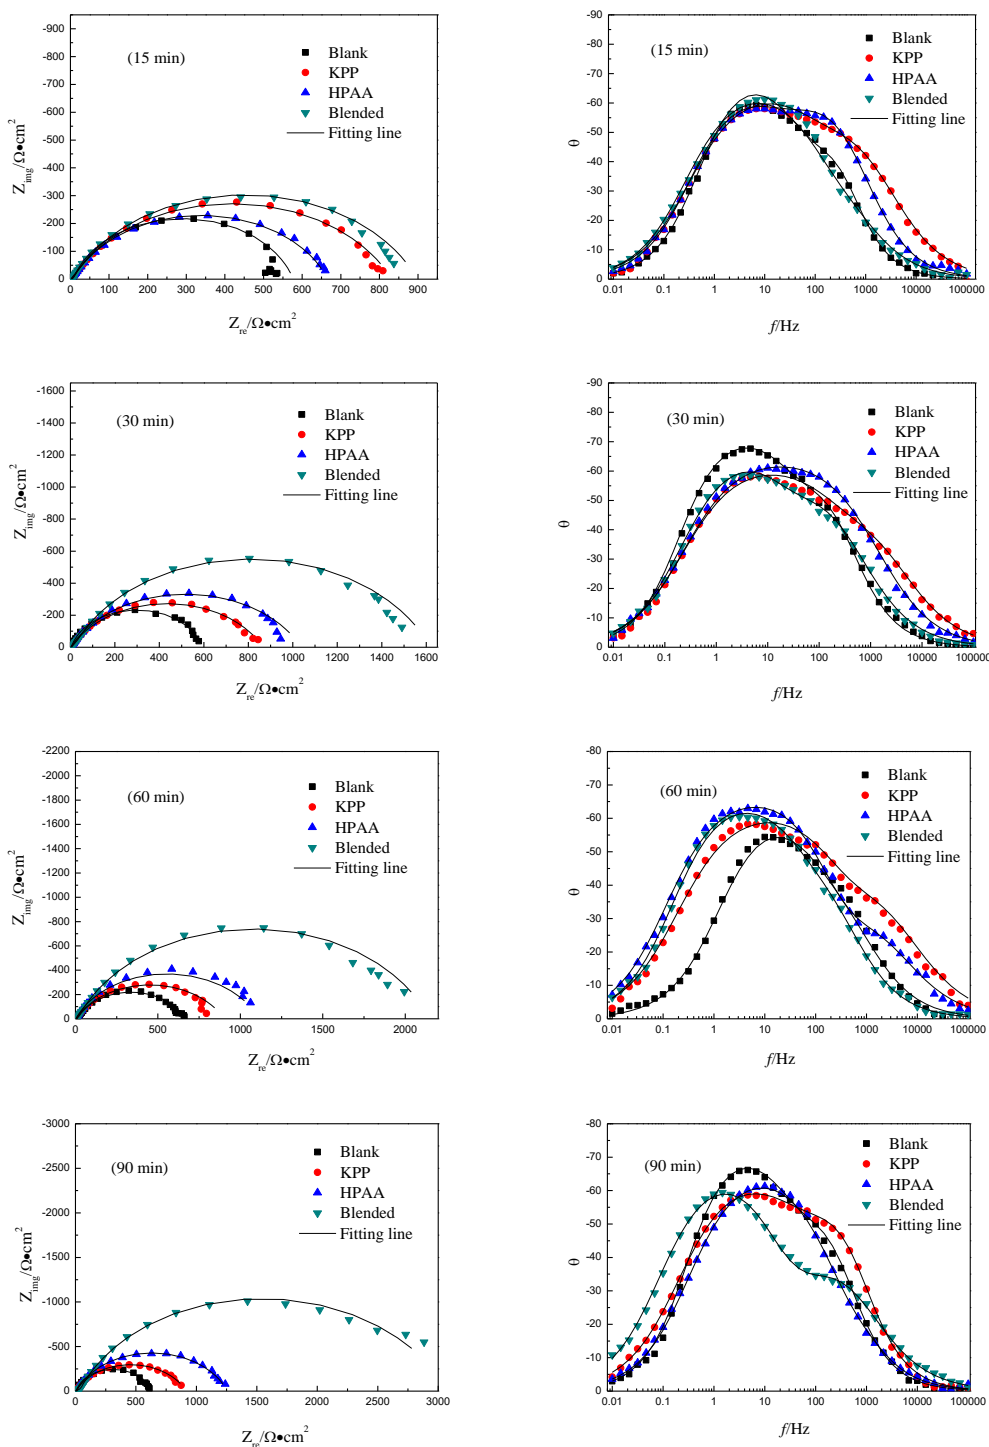 -900
-800
-700
-600
-500
-400
-300
-200
-100
0
Z_img/Ω●cm²
(15 min)
Blank
KPP
HPAA
Blended
Fitting line
0 100 200 300 400 500 600 700 800 900
Z_re/Ω●cm²
-90
-80
-70
-60
-50
-40
-30
-20
-10
0
θ
(15 min)
Blank
KPP
HPAA
Blended
Fitting line
0.01 0.1 1 10 100 1000 10000 100000
f/Hz
-1600
-1400
-1200
-1000
-800
-600
-400
-200
0
Z_img/Ω●cm²
(30 min)
Blank
KPP
HPAA
Blended
Fitting line
0 200 400 600 800 1000 1200 1400 1600
Z_re/Ω●cm²
-90
-80
-70
-60
-50
-40
-30
-20
-10
0
θ
(30 min)
Blank
KPP
HPAA
Blended
Fitting line
0.01 0.1 1 10 100 1000 10000 100000
f/Hz
-2200
-2000
-1800
-1600
-1400
-1200
-1000
-800
-600
-400
-200
0
Z_img/Ω●cm²
(60 min)
Blank
KPP
HPAA
Blended
Fitting line
0 500 1000 1500 2000
Z_re/Ω●cm²
-80
-70
-60
-50
-40
-30
-20
-10
0
θ
(60 min)
Blank
KPP
HPAA
Blended
Fitting line
0.01 0.1 1 10 100 1000 10000 100000
f/Hz
-3000
-2500
-2000
-1500
-1000
-500
0
Z_img/Ω●cm²
(90 min)
Blank
KPP
HPAA
Blended
Fitting line
0 500 1000 1500 2000 2500 3000
Z_re/Ω●cm²
-80
-70
-60
-50
-40
-30
-20
-10
0
θ
(90 min)
Blank
KPP
HPAA
Blended
Fitting line
0.01 0.1 1 10 100 1000 10000 100000
f/Hz